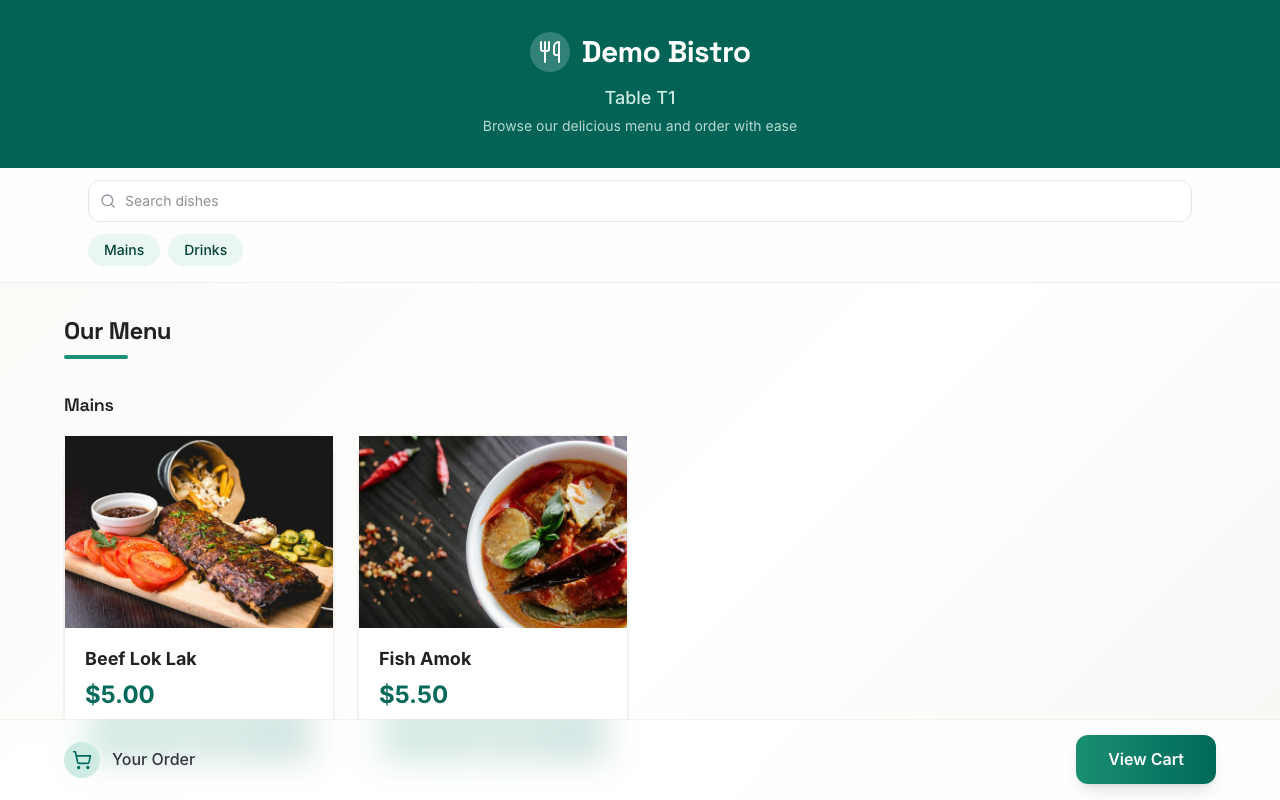 Demo Bistro
Table T1
Browse our delicious menu and order with ease
Search dishes
Mains
Drinks
Our Menu
Mains
Beef Lok Lak
$5.00
Fish Amok
$5.50
Your Order
View Cart